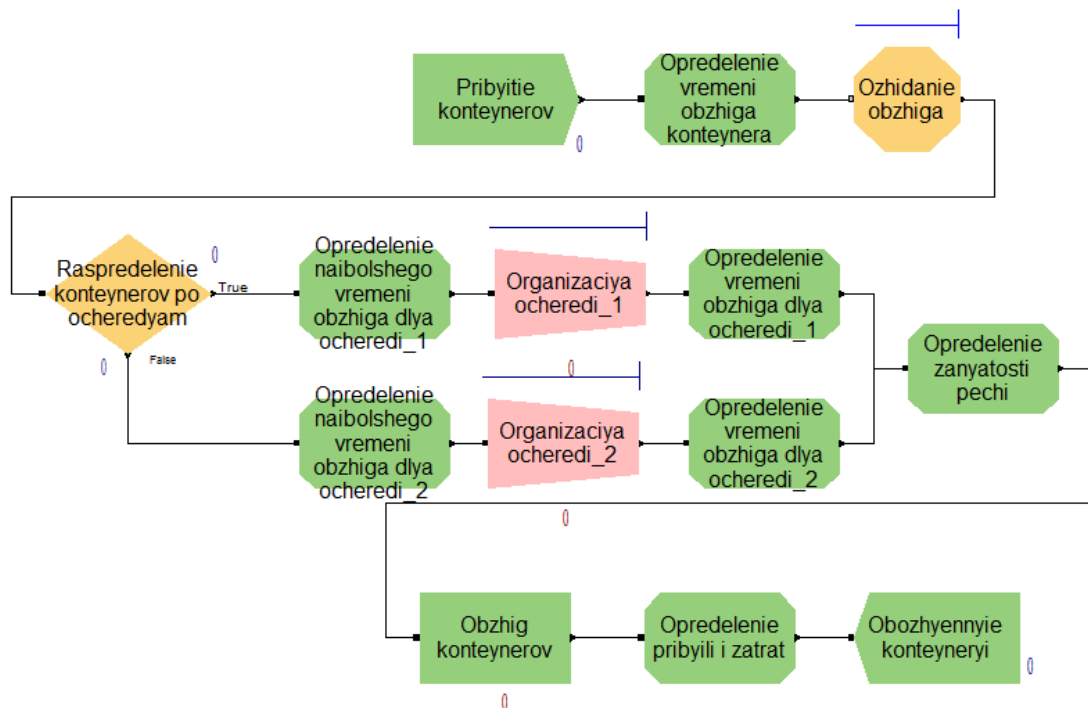 Pribyitie
konteynerov
0
Opredelenie
vremeni
obzhiga
konteynera
Ozhidanie
obzhiga
Raspredelenie
konteynerov po
ocheredyam
0
True
0
False
Opredelenie
naibolshego
vremeni
obzhiga dlya
ocheredi_1
Organizaciya
ocheredi_1
0
Opredelenie
vremeni
obzhiga dlya
ocheredi_1
Opredelenie
naibolshego
vremeni
obzhiga dlya
ocheredi_2
Organizaciya
ocheredi_2
0
Opredelenie
vremeni
obzhiga dlya
ocheredi_2
Opredelenie
zanyatosti
pechi
Obzhig
konteynerov
0
Opredelenie
pribyili i zatrat
Obozhyennyie
konteyneryi
0